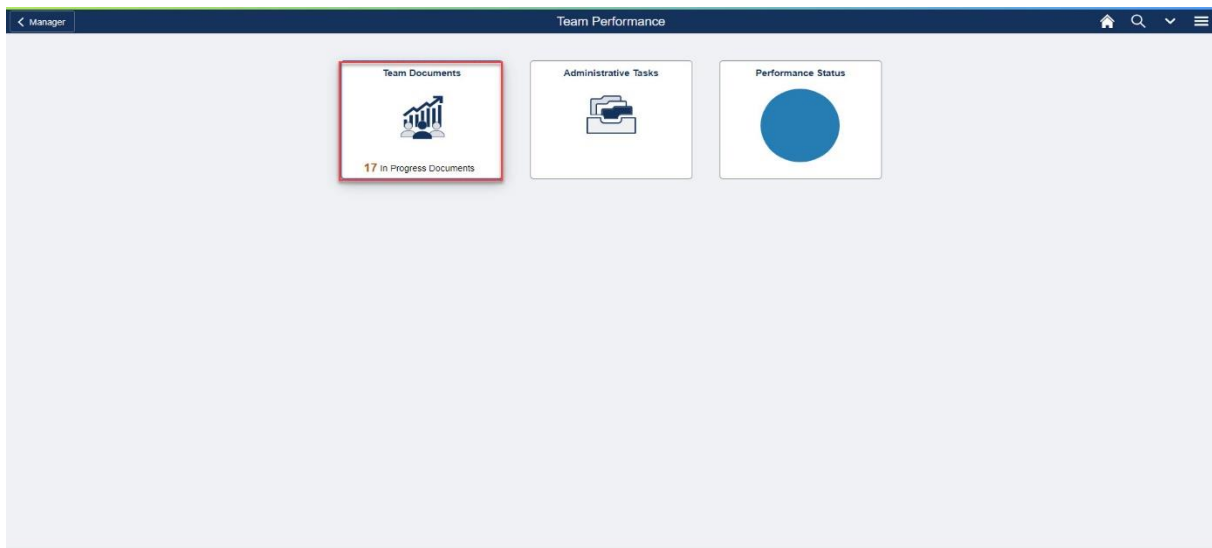 Manager
Team Performance
Team Documents
Administrative Tasks
Performance Status
17 In Progress Documents